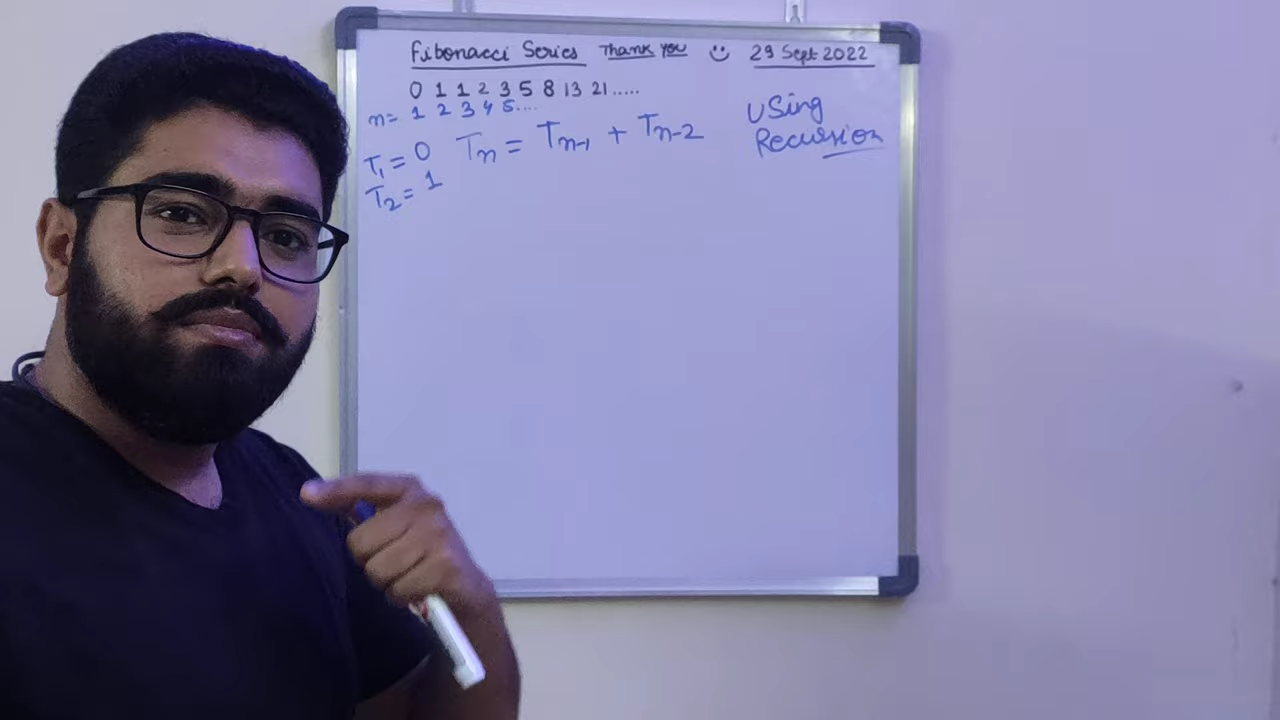 Fibonacci Series Thank you 29 Sept 2022
0 1 1 2 3 5 8 13 21.....
n= 1 2 3 4 5....
Using
Recursion
T₁ = 0 Tn = Tn-1 + Tn-2
T₂ = 1